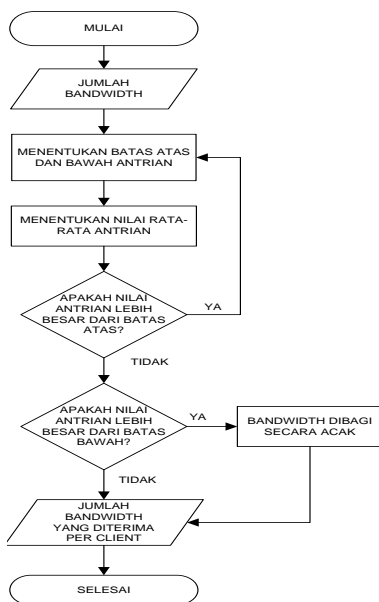 MULAI
JUMLAH
BANDWIDTH
MENENTUKAN BATAS ATAS
DAN BAWAH ANTRIAN
MENENTUKAN NILAI RATA-
RATA ANTRIAN
APAKAH NILAI
ANTRIAN LEBIH
BESAR DARI BATAS
ATAS?
YA
TIDAK
APAKAH NILAI
ANTRIAN LEBIH
BESAR DARI BATAS
BAWAH?
YA
BANDWIDTH DIBAGI
SECARA ACAK
TIDAK
JUMLAH
BANDWIDTH
YANG DITERIMA
PER CLIENT
SELESAI